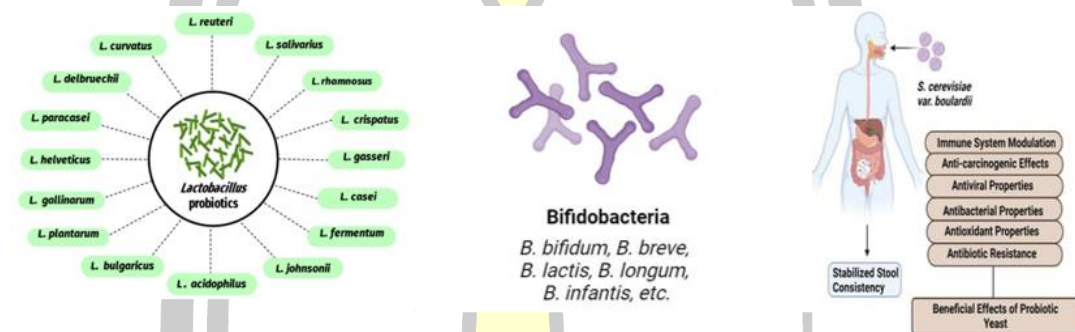 L. reuteri
L. curvatus
L. salivarius
L. delbrueckii
L. rhamnosus
L. paracasei
L. crispatus
L. helveticus
L. gasseri
L. gallinarum
L. casei
L. plantarum
L. fermentum
L. bulgaricus
L. johnsonii
L. acidophilus
Lactobacillus
probiotics
Bifidobacteria
B. bifidum, B. breve,
B. lactis, B. longum,
B. infantis, etc.
S. cerevisiae
var. boulardii
Immune System Modulation
Anti-carcinogenic Effects
Antiviral Properties
Antibacterial Properties
Antioxidant Properties
Antibiotic Resistance
Stabilized Stool
Consistency
Beneficial Effects of Probiotic
Yeast